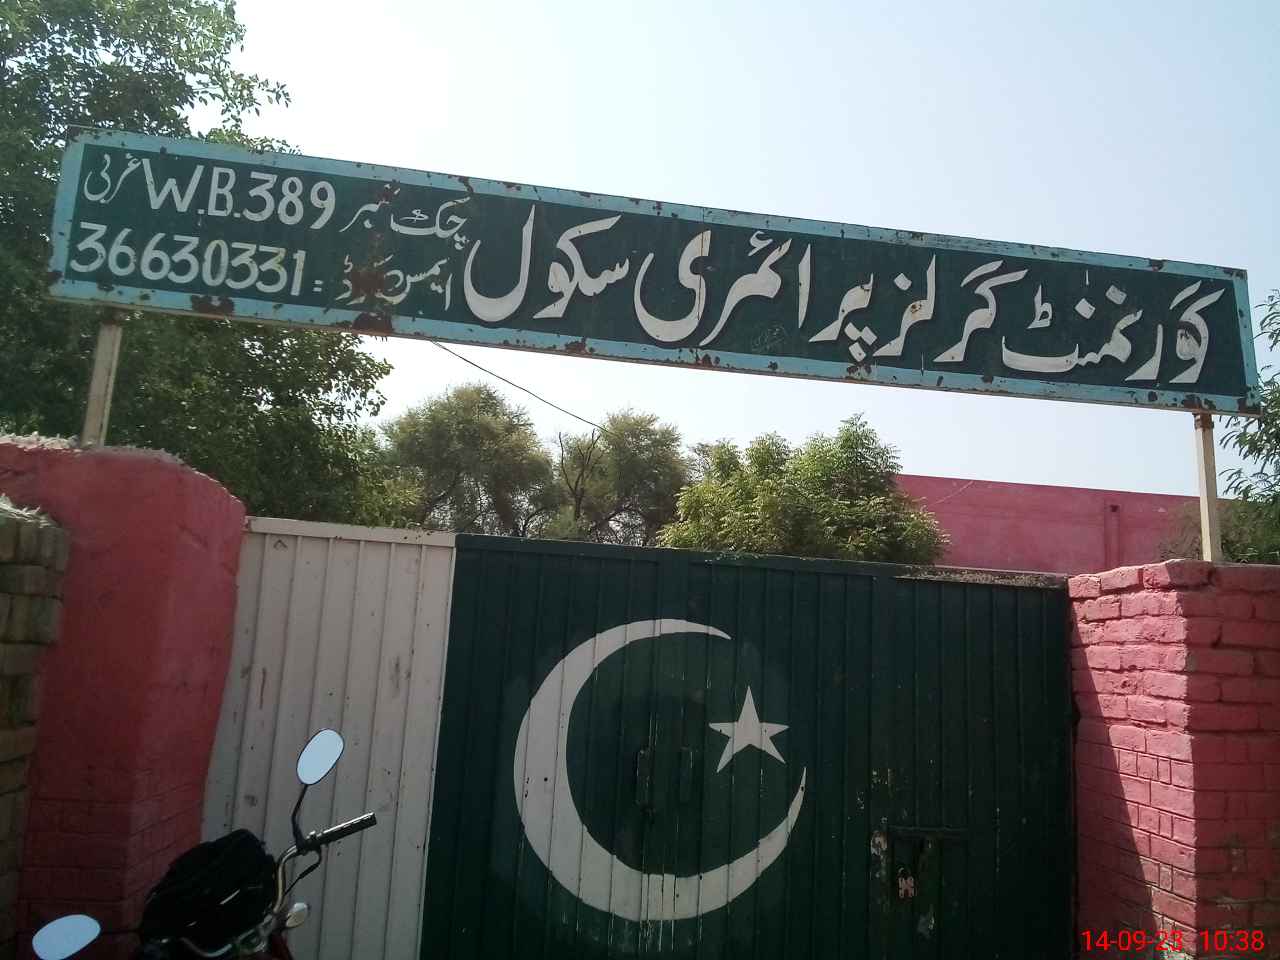 گورنمنٹ گرلز پرائمری سکول
چک نمبر 389.W.B غربی
ایمس کوڈ = 36630331
14-09-23 10:38